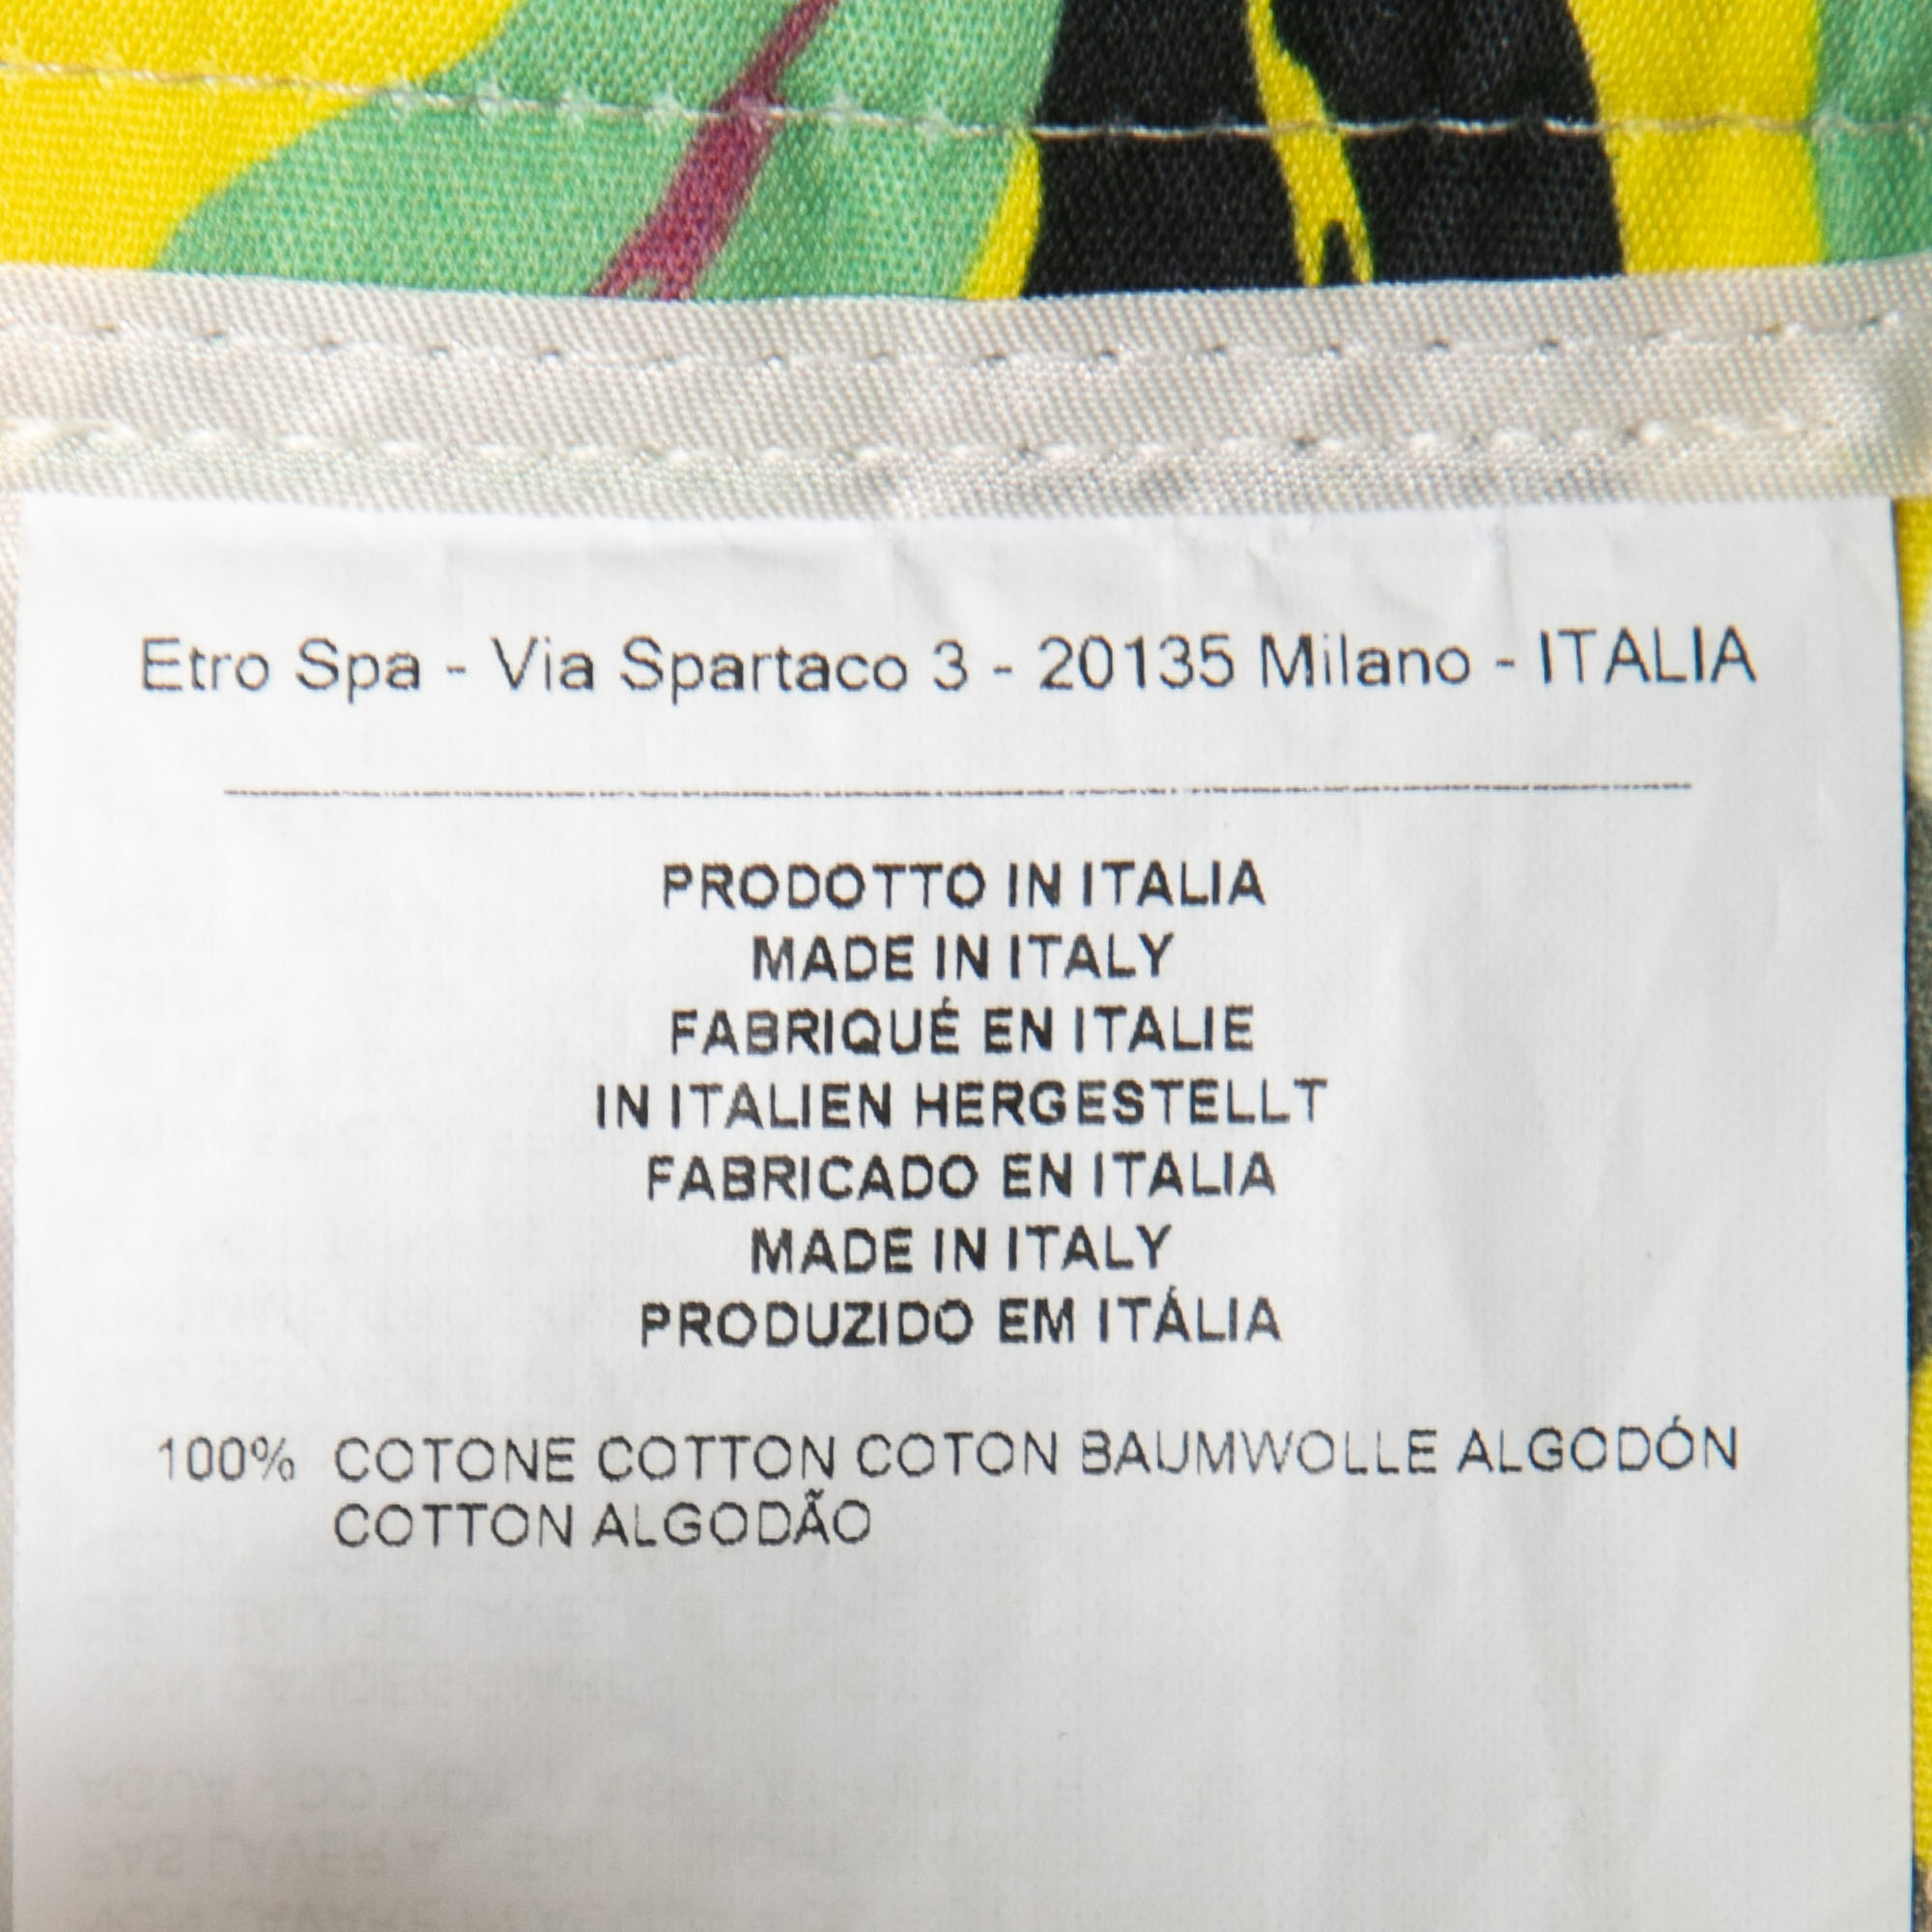 Etro Spa - Via Spartaco 3 - 20135 Milano - ITALIA
PRODOTTO IN ITALIA
MADE IN ITALY
FABRIQUÉ EN ITALIE
IN ITALIEN HERGESTELLT
FABRICADO EN ITALIA
MADE IN ITALY
PRODUZIDO EM ITÁLIA
100% COTONE COTTON COTON BAUMWOLLE ALGODÓN
COTTON ALGODÃO